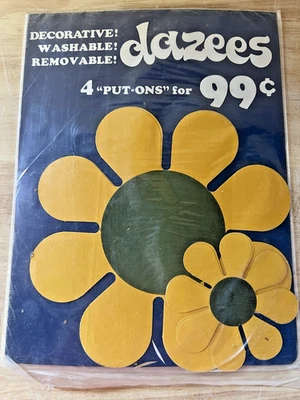 DECORATIVE!
WASHABLE!
REMOVABLE!
dazees
4 "PUT-ONS" for 99¢